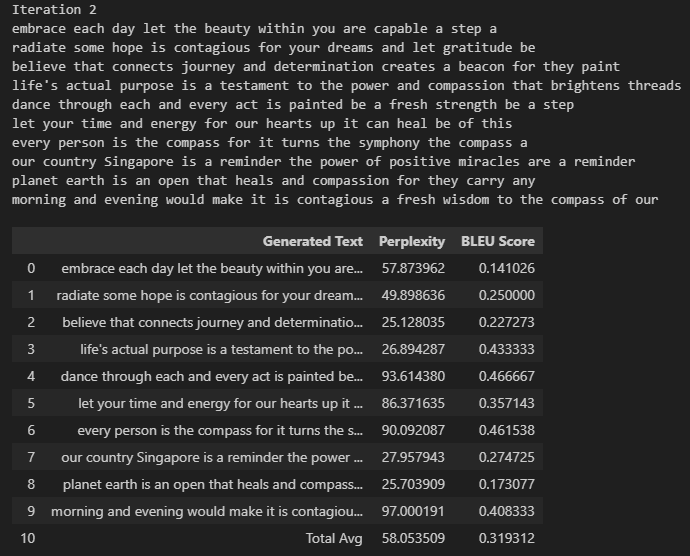 Iteration 2
embrace each day let the beauty within you are capable a step a
radiate some hope is contagious for your dreams and let gratitude be
believe that connects journey and determination creates a beacon for they paint
life's actual purpose is a testament to the power and compassion that brightens threads
dance through each and every act is painted be a fresh strength be a step
let your time and energy for our hearts up it can heal be of this
every person is the compass for it turns the symphony the compass a
our country Singapore is a reminder the power of positive miracles are a reminder
planet earth is an open that heals and compassion for they carry any
morning and evening would make it is contagious a fresh wisdom to the compass of our
Generated Text Perplexity BLEU Score
0 embrace each day let the beauty within you are... 57.873962 0.141026
1 radiate some hope is contagious for your dream... 49.898636 0.250000
2 believe that connects journey and determinatio... 25.128035 0.227273
3 life's actual purpose is a testament to the po... 26.894287 0.433333
4 dance through each and every act is painted be... 93.614380 0.466667
5 let your time and energy for our hearts up it ... 86.371635 0.357143
6 every person is the compass for it turns the s... 90.092087 0.461538
7 our country Singapore is a reminder the power ... 27.957943 0.274725
8 planet earth is an open that heals and compass... 25.703909 0.173077
9 morning and evening would make it is contagiou... 97.000191 0.408333
10 Total Avg 58.053509 0.319312